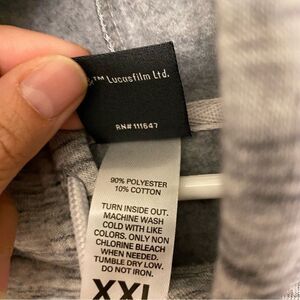 ™ Lucasfilm Ltd.
RN# 111647
90% POLYESTER
10% COTTON
TURN INSIDE OUT.
MACHINE WASH
COLD WITH LIKE
COLORS. ONLY NON
CHLORINE BLEACH
WHEN NEEDED.
TUMBLE DRY LOW.
DO NOT IRON.
XXL